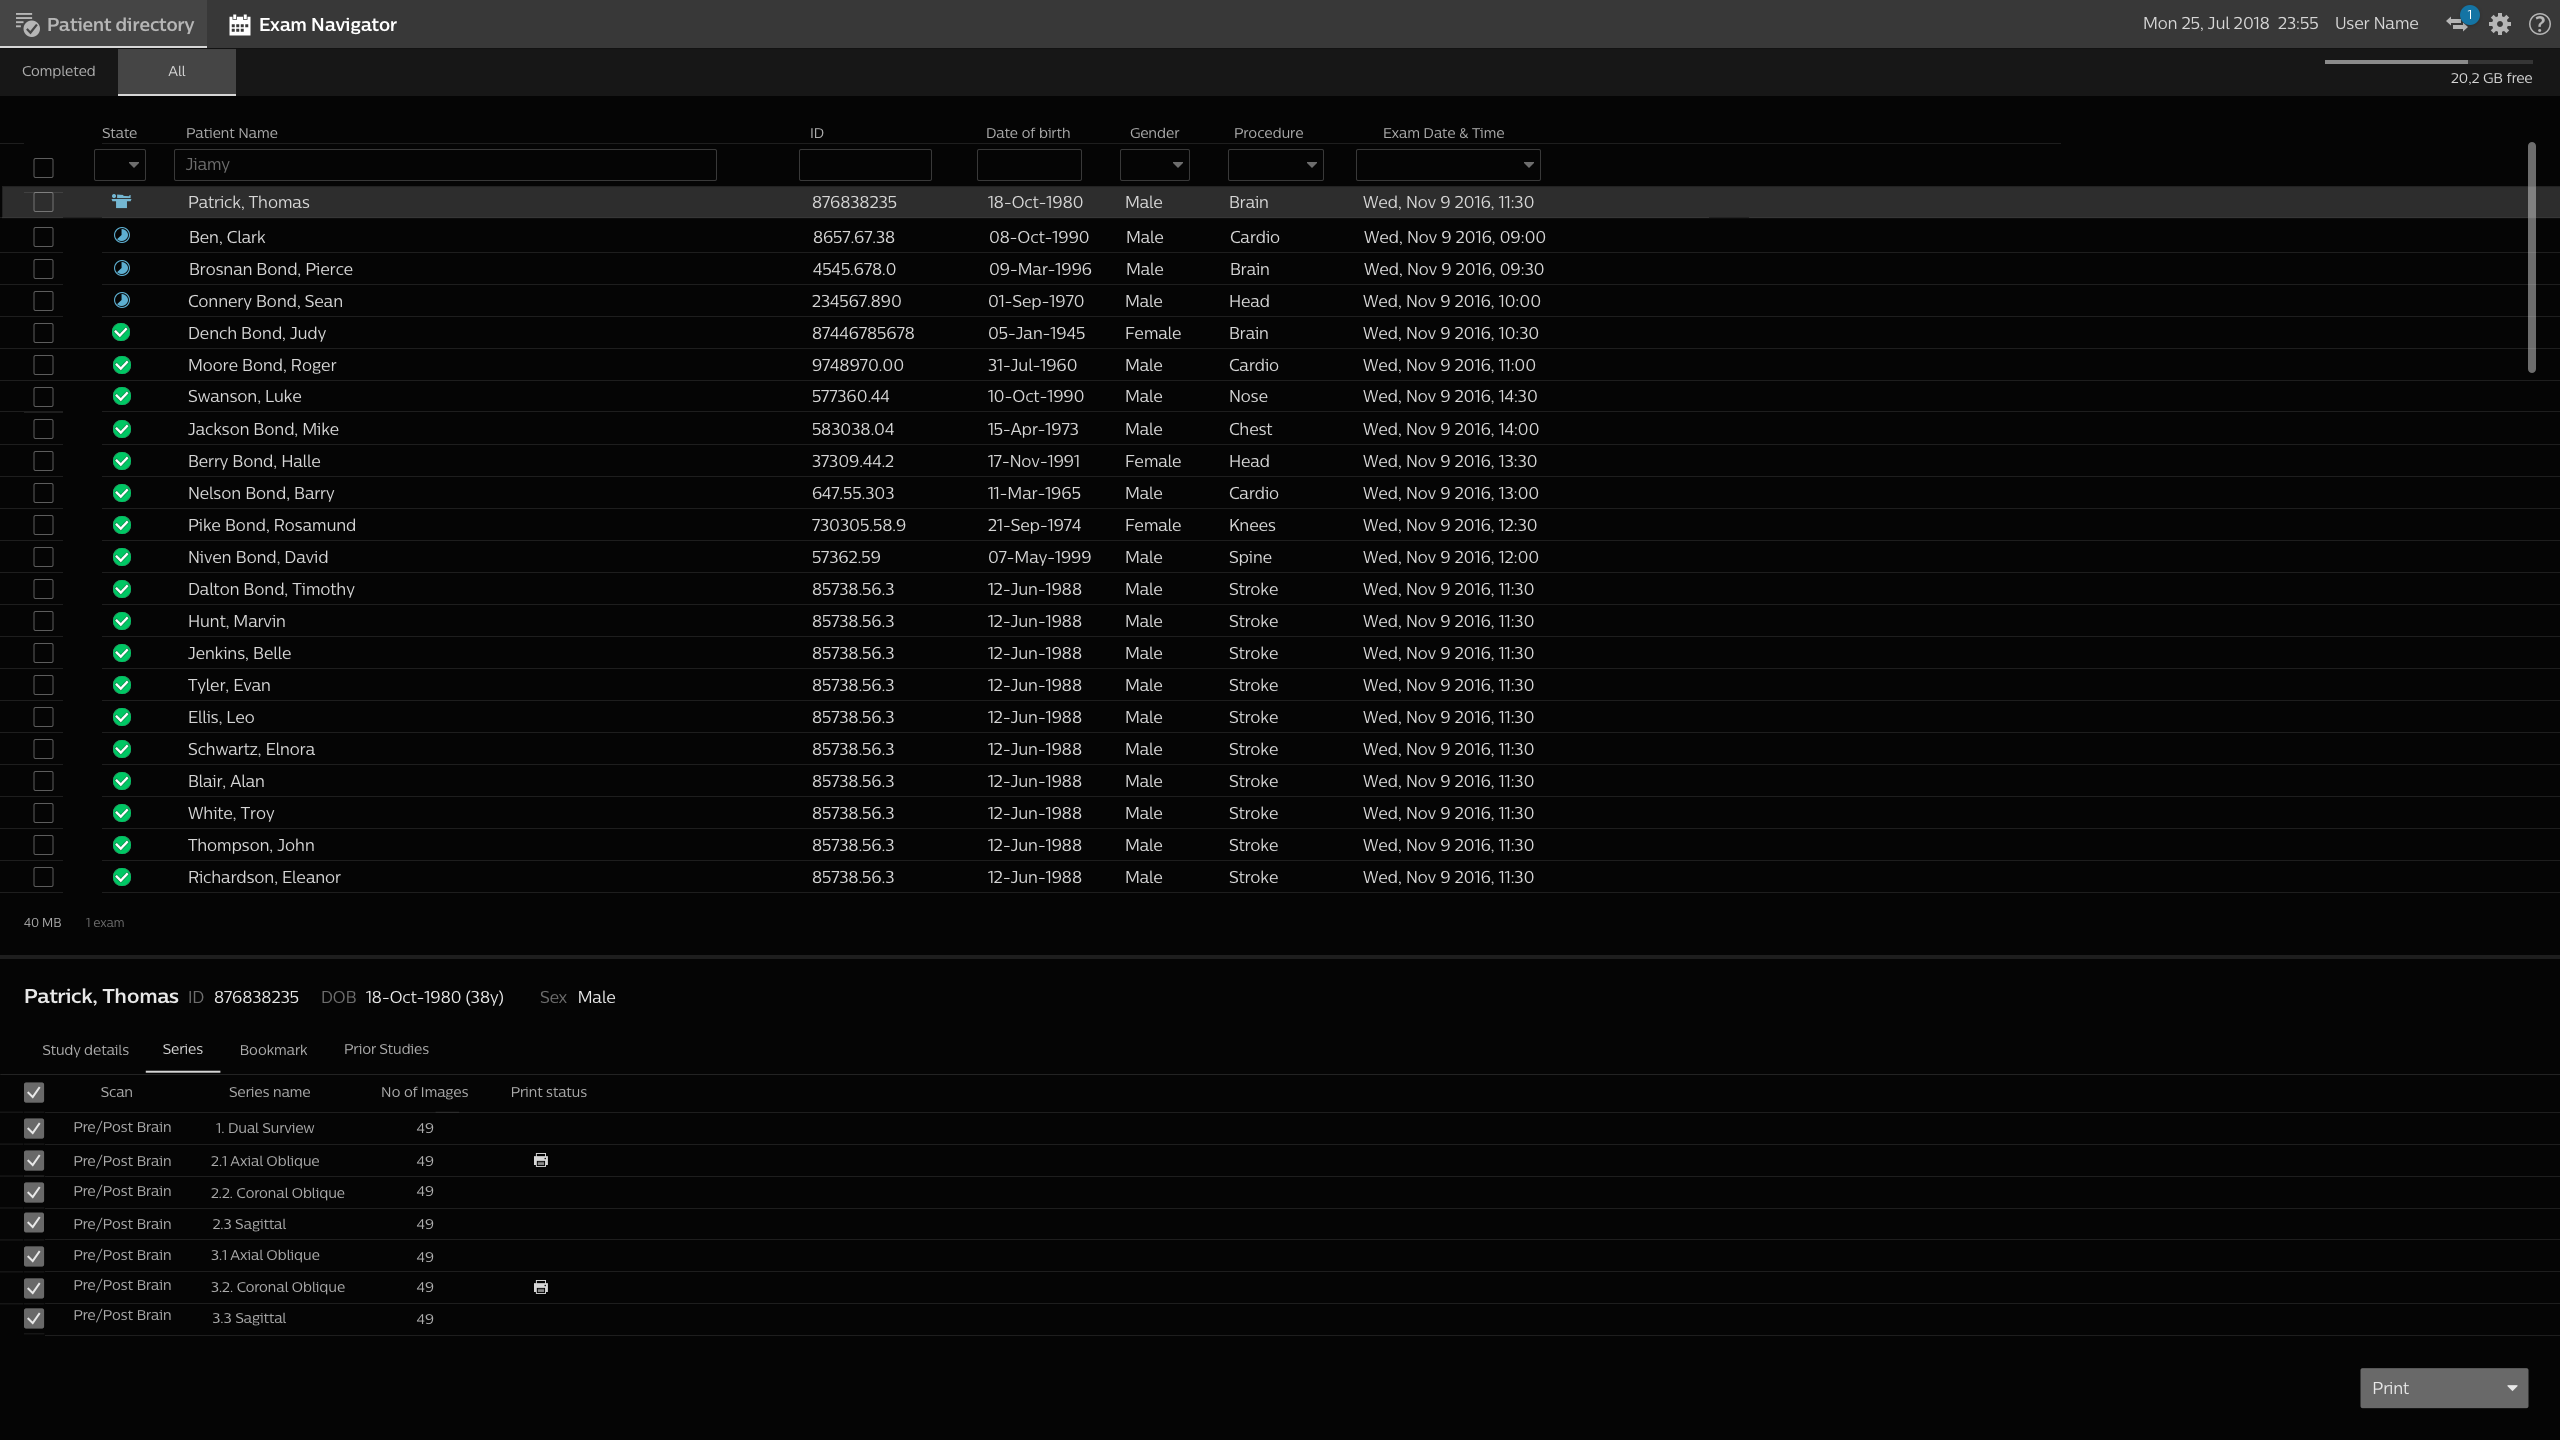 Patient directory Exam Navigator Mon 25, Jul 2018 23:55 User Name 1
Completed All 20,2 GB free
State Patient Name ID Date of birth Gender Procedure Exam Date & Time
Jiamy
Patrick, Thomas 876838235 18-Oct-1980 Male Brain Wed, Nov 9 2016, 11:30
Ben, Clark 8657.67.38 08-Oct-1990 Male Cardio Wed, Nov 9 2016, 09:00
Brosnan Bond, Pierce 4545.678.0 09-Mar-1996 Male Brain Wed, Nov 9 2016, 09:30
Connery Bond, Sean 234567.890 01-Sep-1970 Male Head Wed, Nov 9 2016, 10:00
Dench Bond, Judy 87446785678 05-Jan-1945 Female Brain Wed, Nov 9 2016, 10:30
Moore Bond, Roger 9748970.00 31-Jul-1960 Male Cardio Wed, Nov 9 2016, 11:00
Swanson, Luke 577360.44 10-Oct-1990 Male Nose Wed, Nov 9 2016, 14:30
Jackson Bond, Mike 583038.04 15-Apr-1973 Male Chest Wed, Nov 9 2016, 14:00
Berry Bond, Halle 37309.44.2 17-Nov-1991 Female Head Wed, Nov 9 2016, 13:30
Nelson Bond, Barry 647.55.303 11-Mar-1965 Male Cardio Wed, Nov 9 2016, 13:00
Pike Bond, Rosamund 730305.58.9 21-Sep-1974 Female Knees Wed, Nov 9 2016, 12:30
Niven Bond, David 57362.59 07-May-1999 Male Spine Wed, Nov 9 2016, 12:00
Dalton Bond, Timothy 85738.56.3 12-Jun-1988 Male Stroke Wed, Nov 9 2016, 11:30
Hunt, Marvin 85738.56.3 12-Jun-1988 Male Stroke Wed, Nov 9 2016, 11:30
Jenkins, Belle 85738.56.3 12-Jun-1988 Male Stroke Wed, Nov 9 2016, 11:30
Tyler, Evan 85738.56.3 12-Jun-1988 Male Stroke Wed, Nov 9 2016, 11:30
Ellis, Leo 85738.56.3 12-Jun-1988 Male Stroke Wed, Nov 9 2016, 11:30
Schwartz, Elnora 85738.56.3 12-Jun-1988 Male Stroke Wed, Nov 9 2016, 11:30
Blair, Alan 85738.56.3 12-Jun-1988 Male Stroke Wed, Nov 9 2016, 11:30
White, Troy 85738.56.3 12-Jun-1988 Male Stroke Wed, Nov 9 2016, 11:30
Thompson, John 85738.56.3 12-Jun-1988 Male Stroke Wed, Nov 9 2016, 11:30
Richardson, Eleanor 85738.56.3 12-Jun-1988 Male Stroke Wed, Nov 9 2016, 11:30
40 MB 1 exam
Patrick, Thomas ID 876838235 DOB 18-Oct-1980 (38y) Sex Male
Study details Series Bookmark Prior Studies
Scan Series name No of Images Print status
Pre/Post Brain 1. Dual Surview 49
Pre/Post Brain 2.1 Axial Oblique 49
Pre/Post Brain 2.2. Coronal Oblique 49
Pre/Post Brain 2.3 Sagittal 49
Pre/Post Brain 3.1 Axial Oblique 49
Pre/Post Brain 3.2. Coronal Oblique 49
Pre/Post Brain 3.3 Sagittal 49
Print